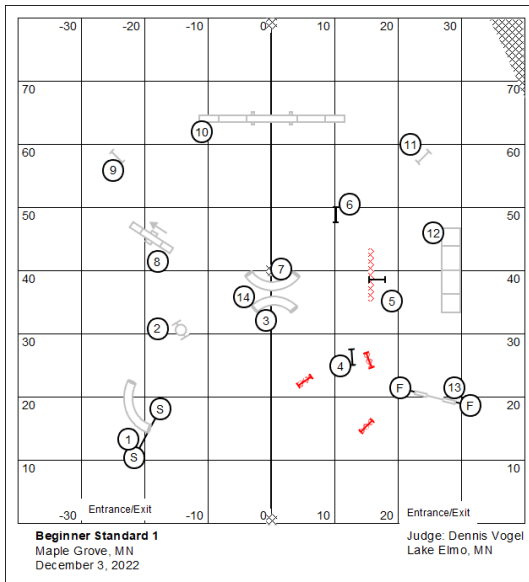 -30 -20 -10 0 10 20 30
70 70
60 60
50 50
40 40
30 30
20 20
10 10
10
11
9
6
12
8
7
14
5
3
2
4
F
13
F
S
1
S
Entrance/Exit Entrance/Exit
-30 -20 -10 0 10 20 30
Beginner Standard 1
Maple Grove, MN
December 3, 2022
Judge: Dennis Vogel
Lake Elmo, MN